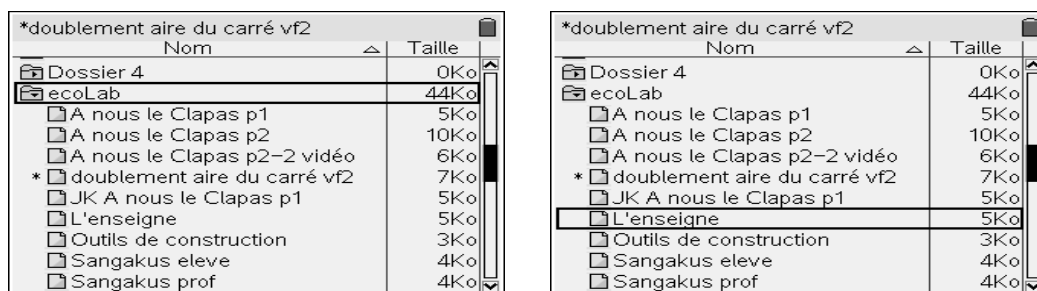 *doublement aire du carré vf2
Nom Taille
Dossier 4 0Ko
ecoLab 44Ko
A nous le Clapas p1 5Ko
A nous le Clapas p2 10Ko
A nous le Clapas p2-2 vidéo 6Ko
* doublement aire du carré vf2 7Ko
JK A nous le Clapas p1 5Ko
L'enseigne 5Ko
Outils de construction 3Ko
Sangakus eleve 4Ko
Sangakus prof 4Ko
*doublement aire du carré vf2
Nom Taille
Dossier 4 0Ko
ecoLab 44Ko
A nous le Clapas p1 5Ko
A nous le Clapas p2 10Ko
A nous le Clapas p2-2 vidéo 6Ko
* doublement aire du carré vf2 7Ko
JK A nous le Clapas p1 5Ko
L'enseigne 5Ko
Outils de construction 3Ko
Sangakus eleve 4Ko
Sangakus prof 4Ko